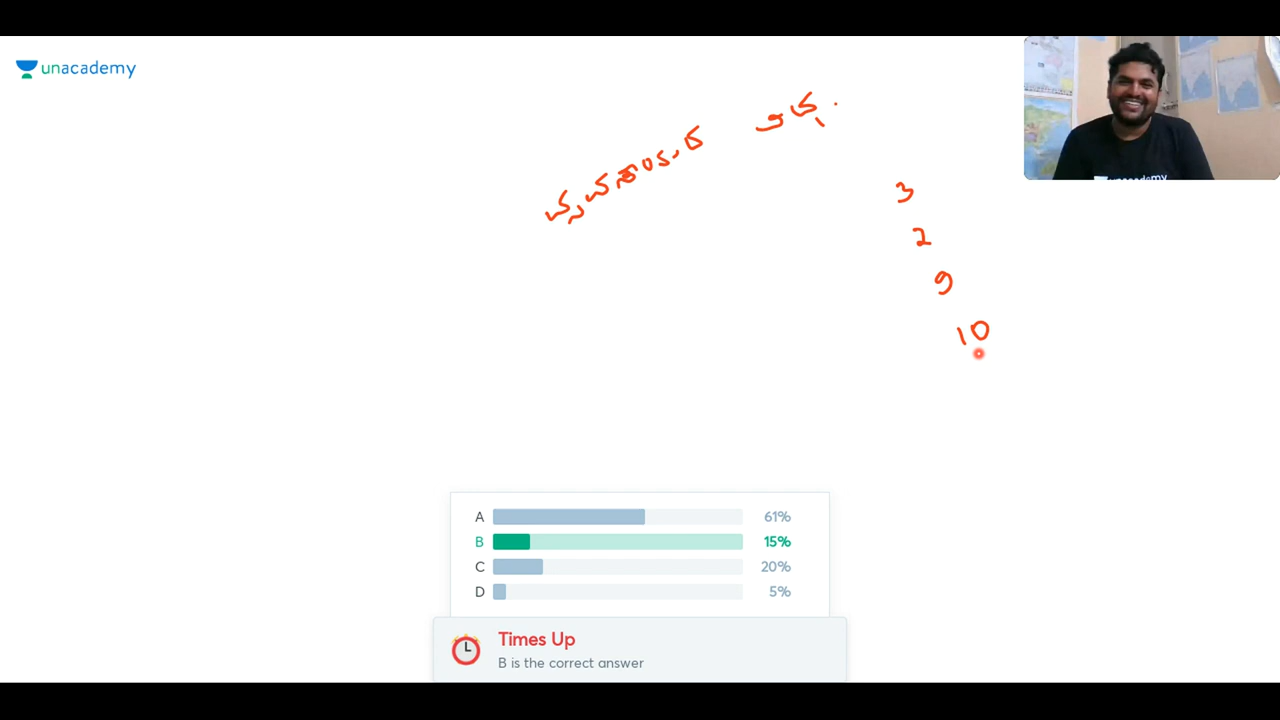 unacademy
3
2
9
10
A 61%
B 15%
C 20%
D 5%
Times Up
B is the correct answer